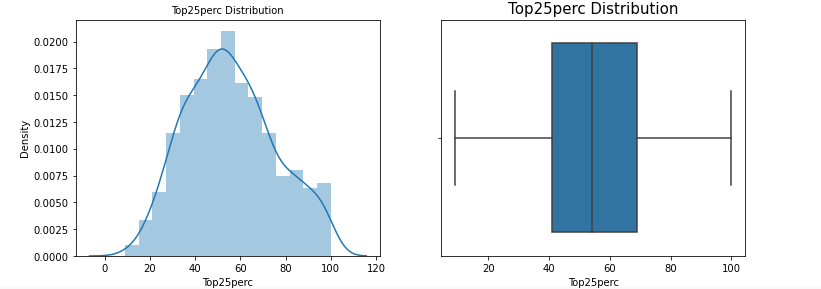 Top25perc Distribution
Density
0.0200
0.0175
0.0150
0.0125
0.0100
0.0075
0.0050
0.0025
0.0000
0 20 40 60 80 100 120
Top25perc
Top25perc Distribution
20 40 60 80 100
Top25perc